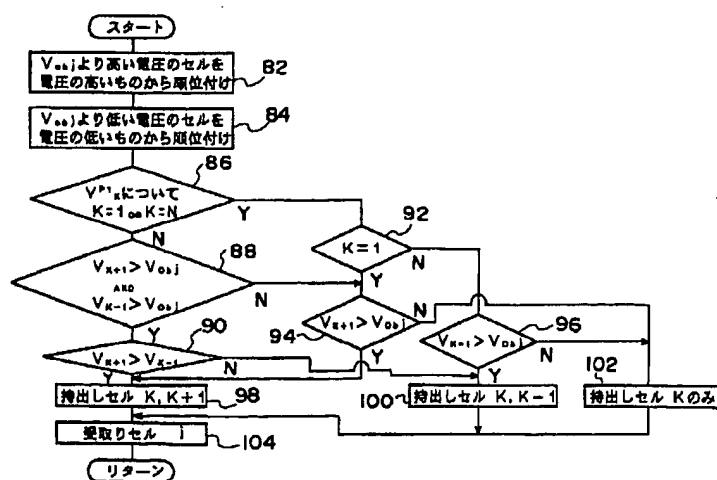 スタート
Vobjより高い電圧のセルを
電圧の高いものから順位付け
82
Vobjより低い電圧のセルを
電圧の低いものから順位付け
84
86
VP1Kについて
K=1 OR K=N
Y
N
92
K=1
N
Y
88
VK+1>VObj
AND
VK-1>VObj
N
Y
94
VK+1>VObj
N
Y
96
VK-1>VObj
N
Y
90
VK+1>VK-1
N
Y
持出しセル K, K+1
98
100
持出しセル K, K-1
102
持出しセル Kのみ
受取りセル j
104
リターン